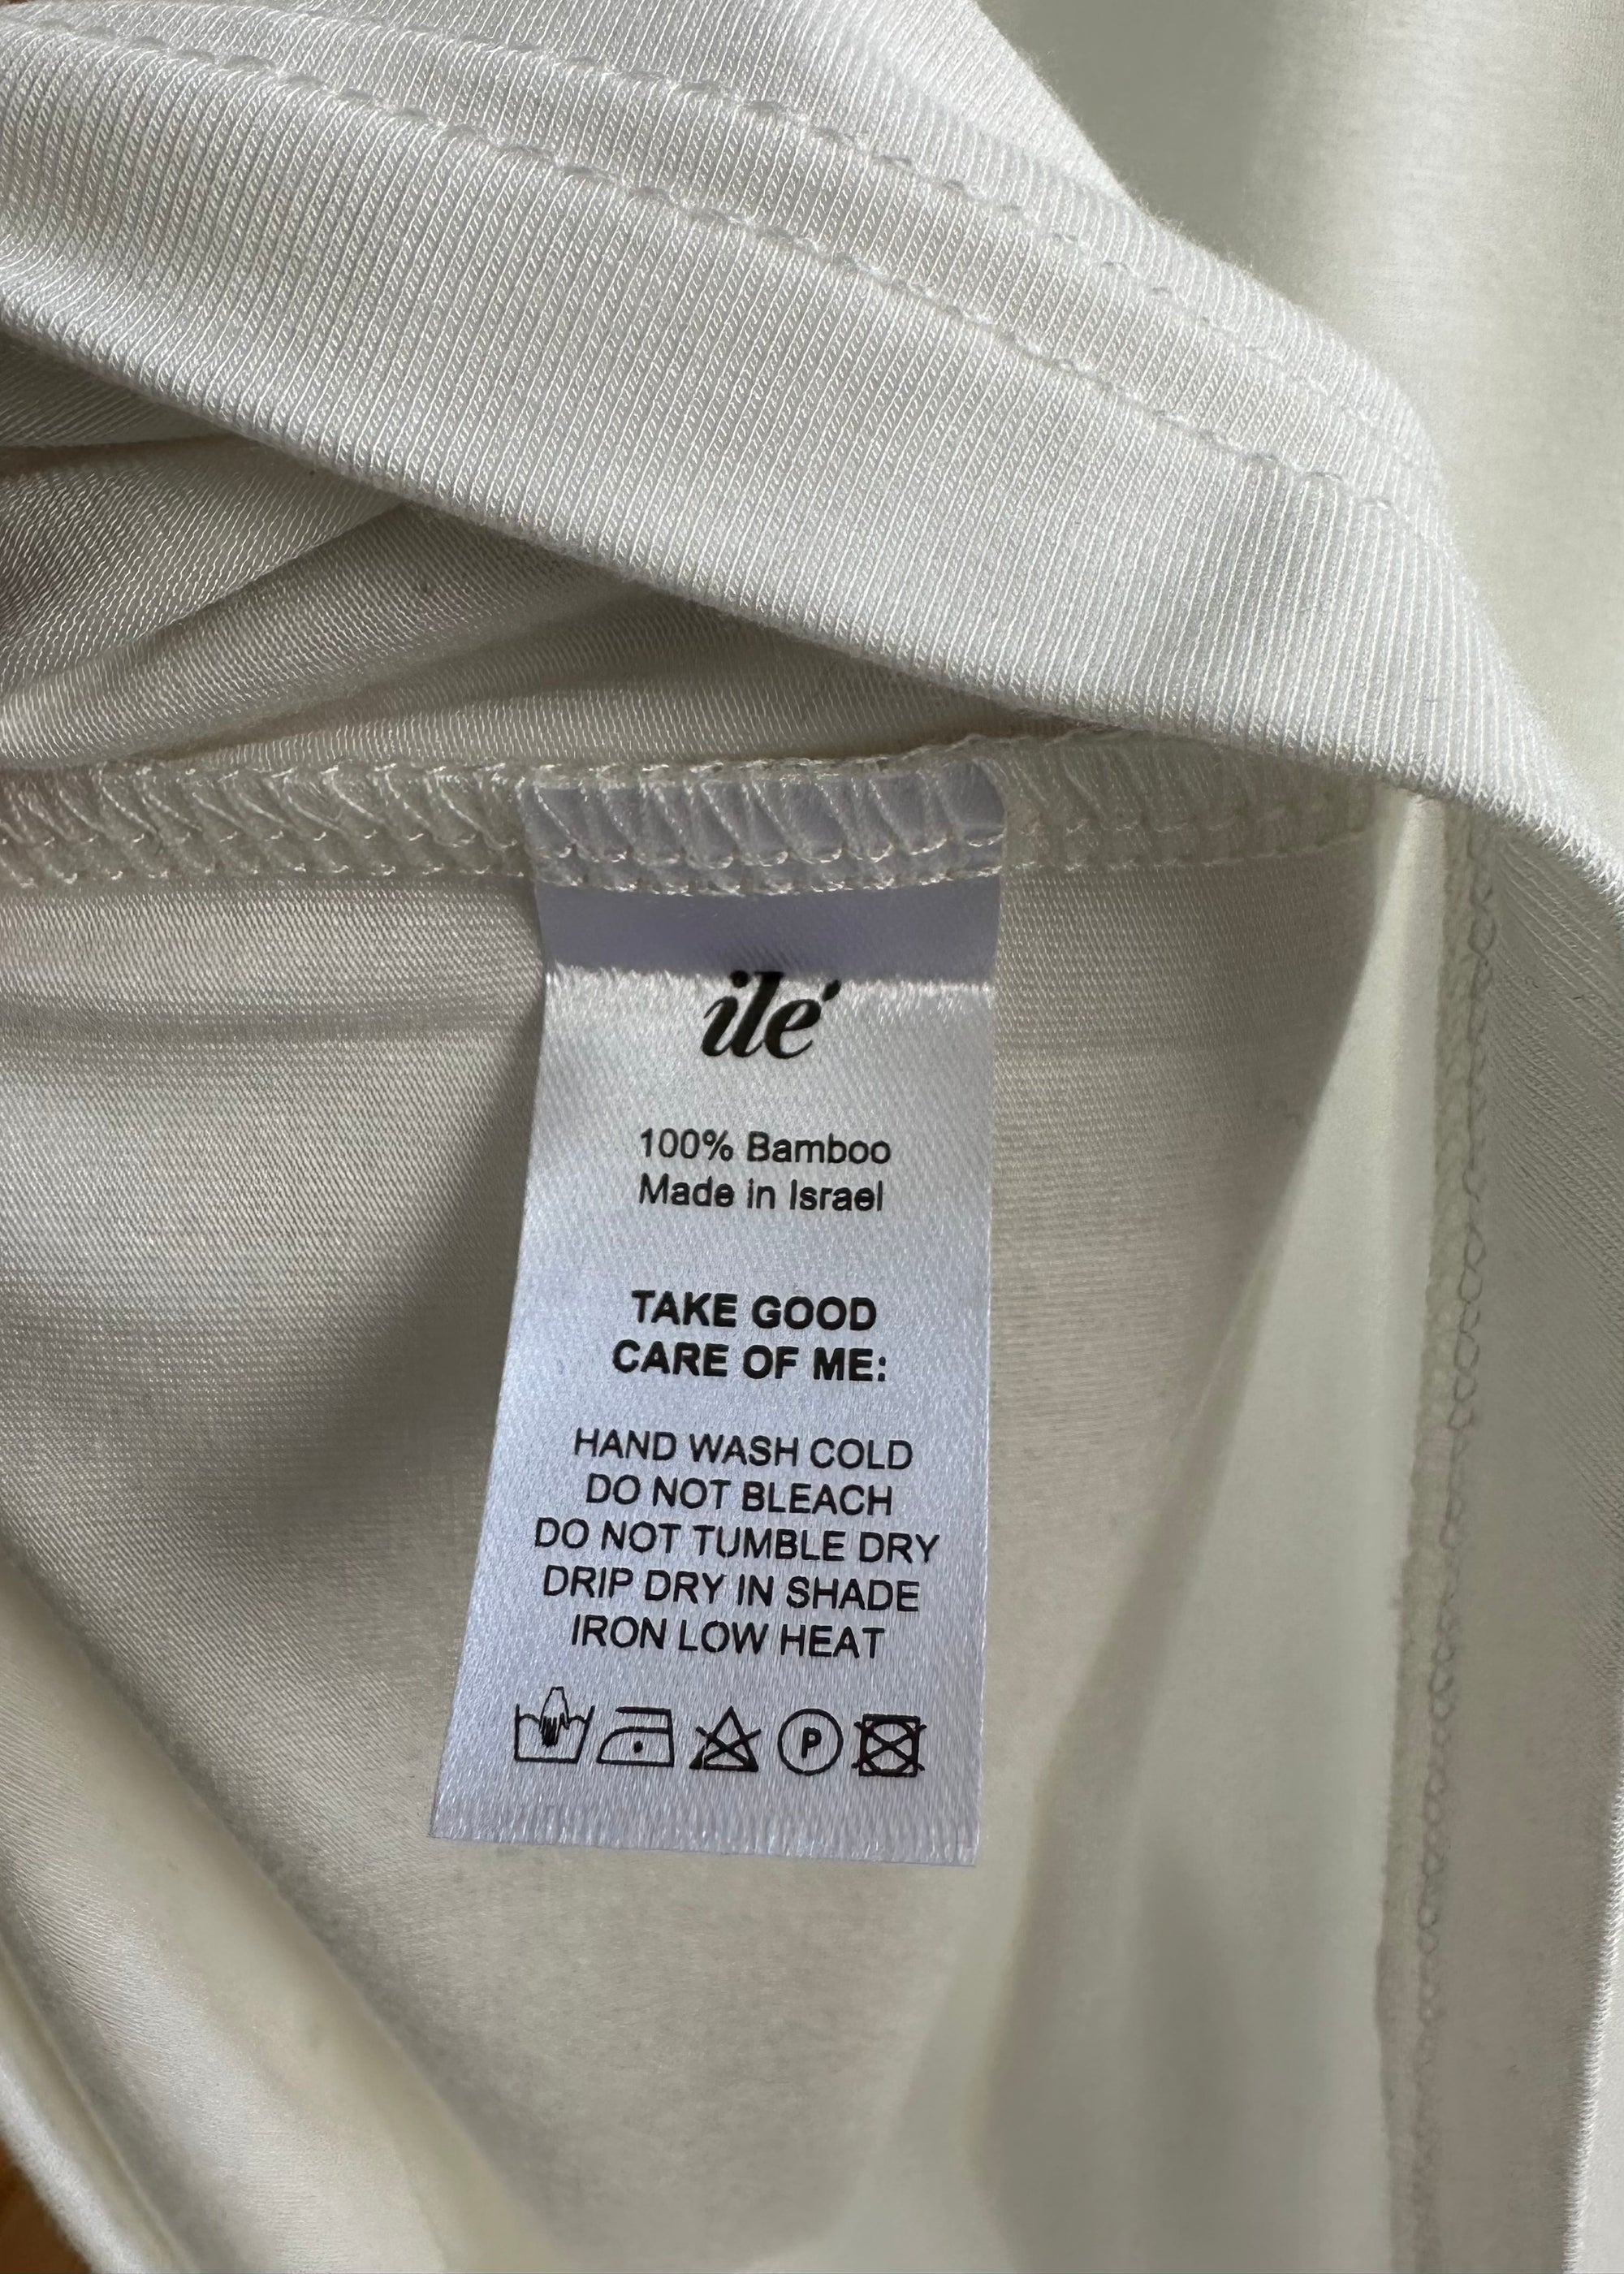 ilé
100% Bamboo
Made in Israel
TAKE GOOD
CARE OF ME:
HAND WASH COLD
DO NOT BLEACH
DO NOT TUMBLE DRY
DRIP DRY IN SHADE
IRON LOW HEAT
P